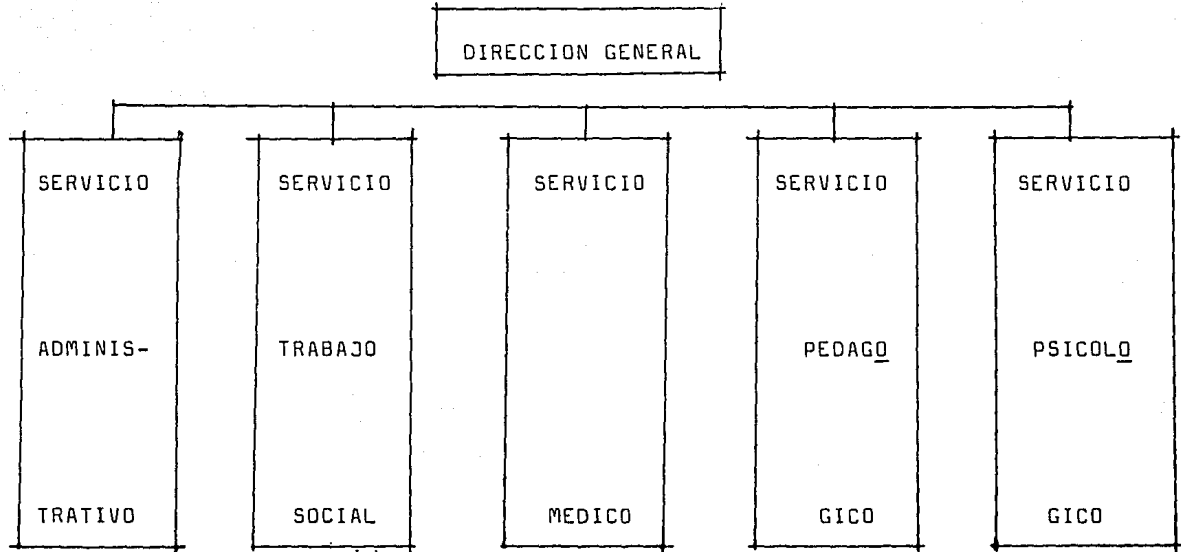 DIRECCION GENERAL
SERVICIO
ADMINIS-
TRATIVO
SERVICIO
TRABAJO
SOCIAL
SERVICIO
MEDICO
SERVICIO
PEDAGO
GICO
SERVICIO
PSICOLO
GICO